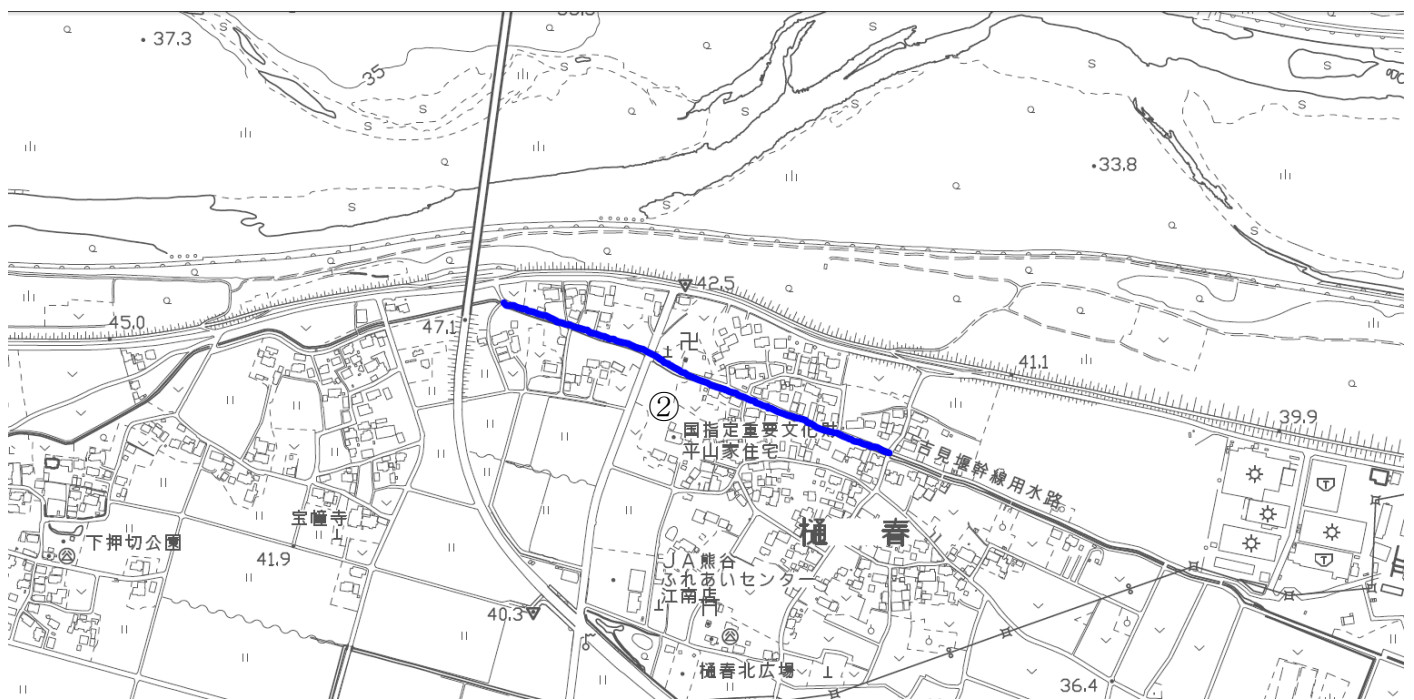 37.3
35
33.8
42.5
45.0
47.1
41.1
39.9
②
国指定重要文化財
平山家住宅
吉見堰幹線用水路
宝幢寺
樋春
下押切公園
41.9
JA熊谷
ふれあいセンター
江南店
40.3
樋春北広場
36.4